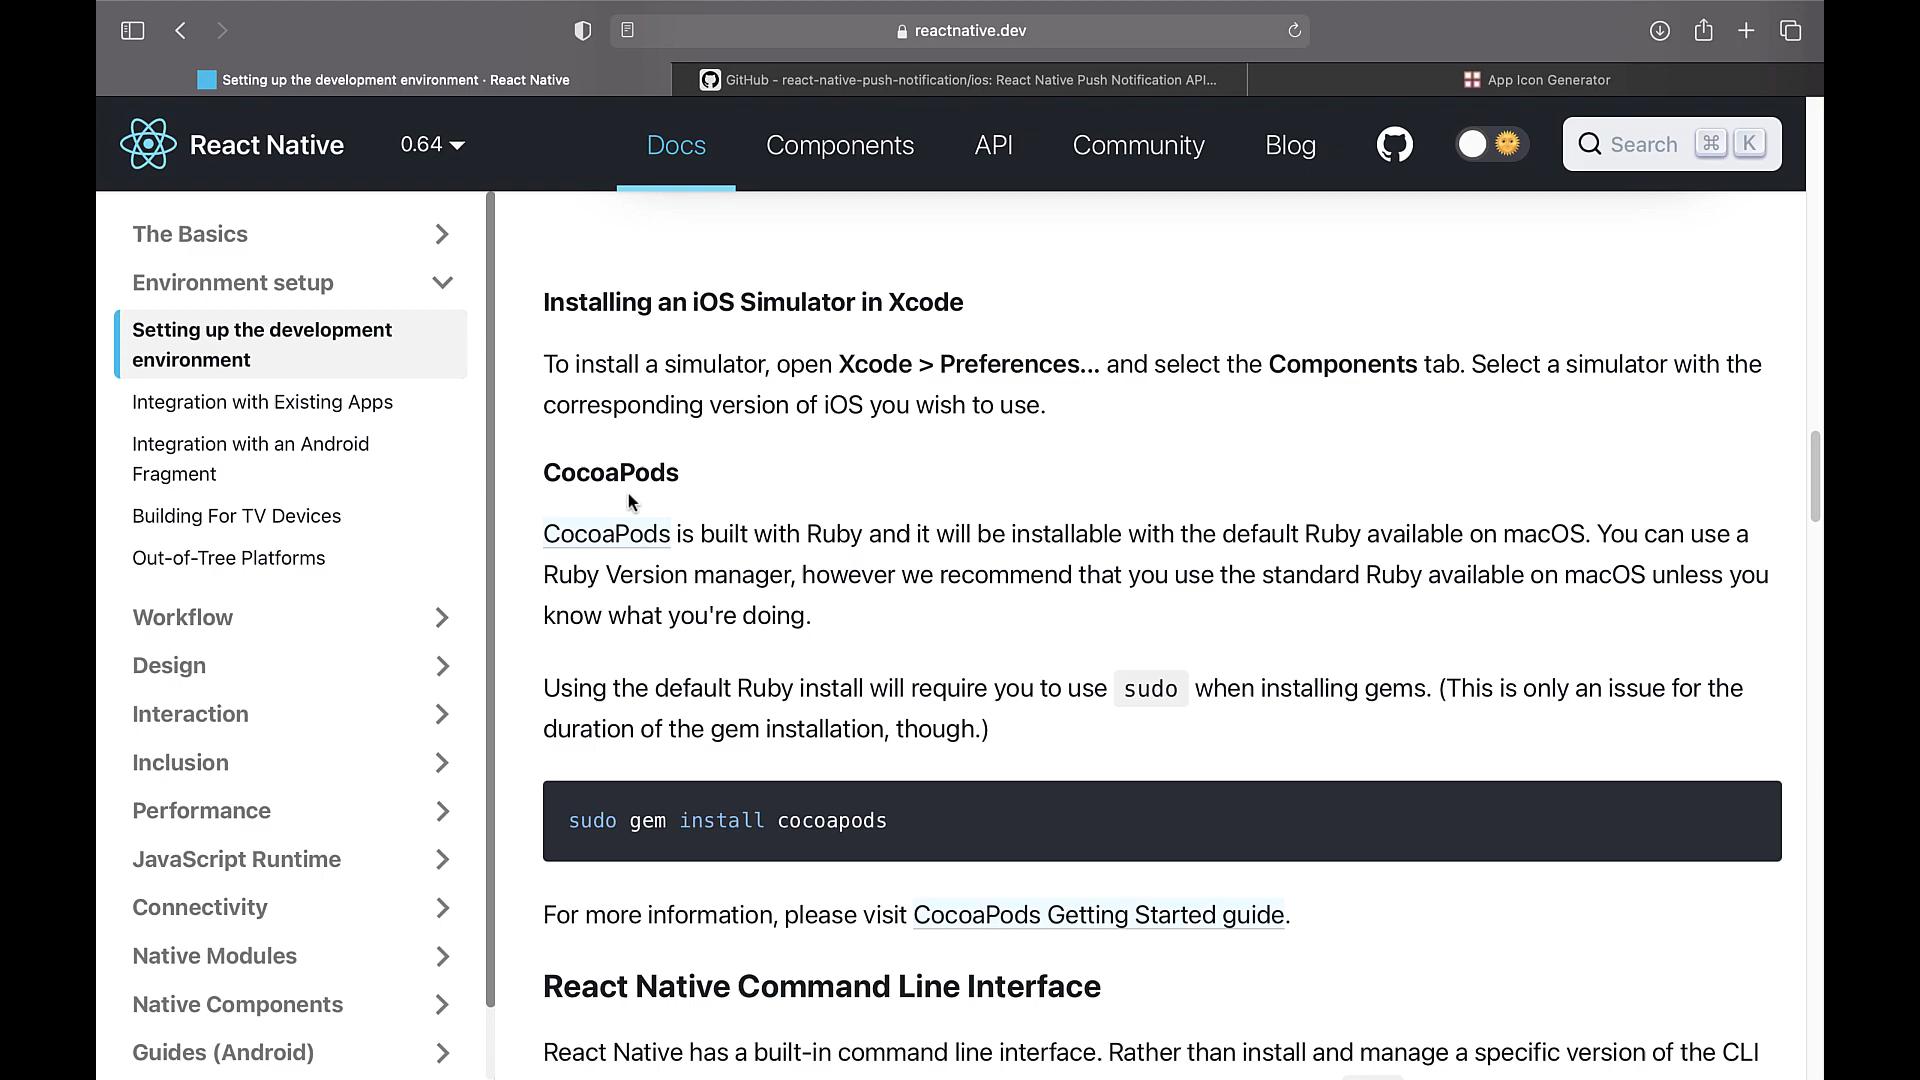 reactnative.dev
Setting up the development environment · React Native
GitHub - react-native-push-notification/ios: React Native Push Notification API...
App Icon Generator
React Native
0.64
Docs
Components
API
Community
Blog
Search ⌘ K
The Basics
Environment setup
Setting up the development
environment
Integration with Existing Apps
Integration with an Android
Fragment
Building For TV Devices
Out-of-Tree Platforms
Workflow
Design
Interaction
Inclusion
Performance
JavaScript Runtime
Connectivity
Native Modules
Native Components
Guides (Android)
Installing an iOS Simulator in Xcode
To install a simulator, open Xcode > Preferences... and select the Components tab. Select a simulator with the
corresponding version of iOS you wish to use.
CocoaPods
CocoaPods is built with Ruby and it will be installable with the default Ruby available on macOS. You can use a
Ruby Version manager, however we recommend that you use the standard Ruby available on macOS unless you
know what you're doing.
Using the default Ruby install will require you to use sudo when installing gems. (This is only an issue for the
duration of the gem installation, though.)
sudo gem install cocoapods
For more information, please visit CocoaPods Getting Started guide.
React Native Command Line Interface
React Native has a built-in command line interface. Rather than install and manage a specific version of the CLI